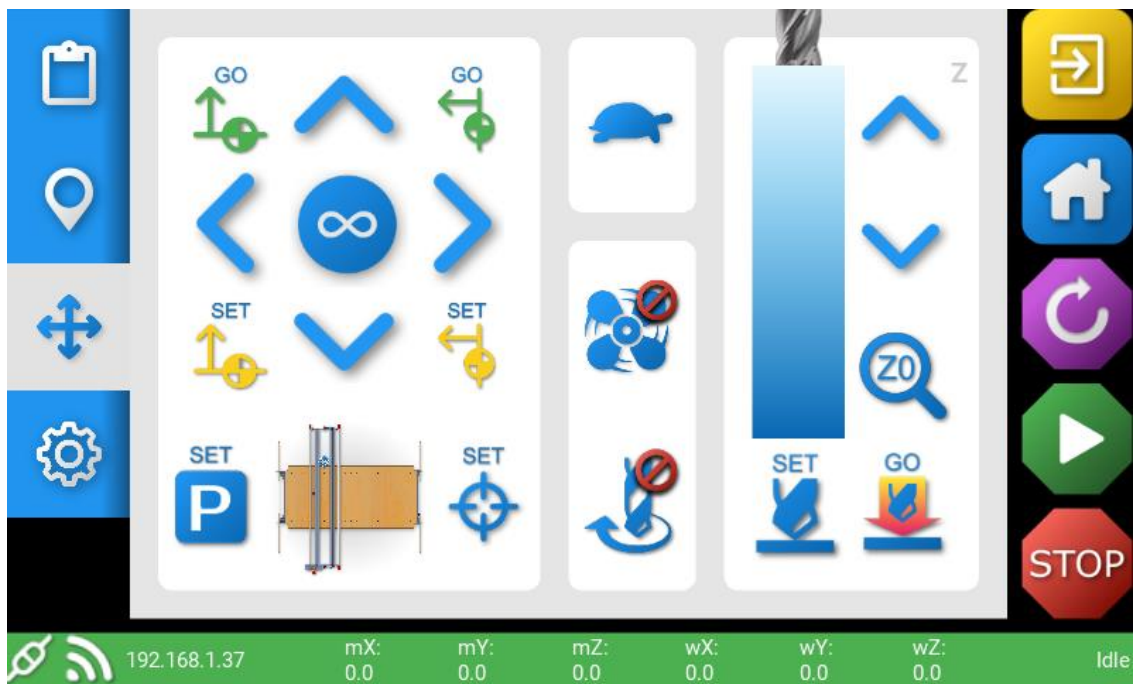 GO
GO
Z
∞
SET
SET
Z0
SET
P
SET
SET
GO
STOP
192.168.1.37
mX: mY: mZ: wX: wY: wZ:
0.0 0.0 0.0 0.0 0.0 0.0
Idle